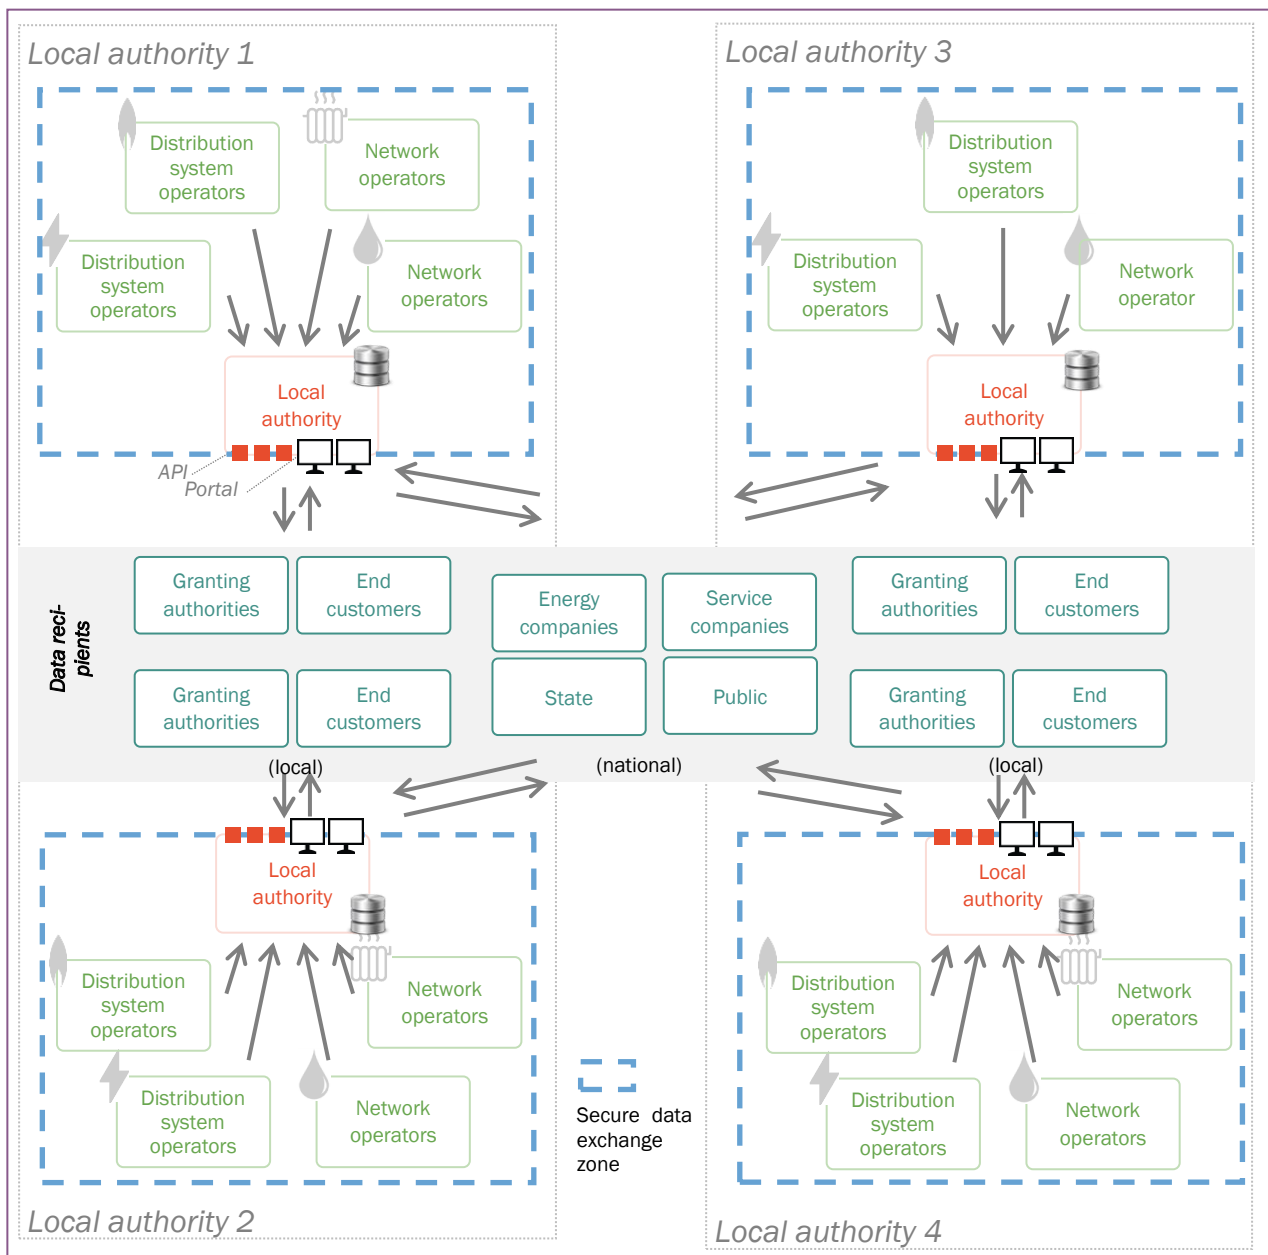 Local authority 1
Distribution
system
operators
Network
operators
Distribution
system
operators
Network
operators
Local
authority
API
Portal
Local authority 3
Distribution
system
operators
Distribution
system
operators
Network
operator
Local
authority
Data reci-
pients
Granting
authorities
End
customers
Energy
companies
Service
companies
Granting
authorities
End
customers
Granting
authorities
End
customers
State
Public
Granting
authorities
End
customers
(local)
(national)
(local)
Local
authority
Distribution
system
operators
Network
operators
Distribution
system
operators
Network
operators
Local authority 2
Secure data
exchange
zone
Local
authority
Distribution
system
operators
Network
operators
Distribution
system
operators
Network
operators
Local authority 4